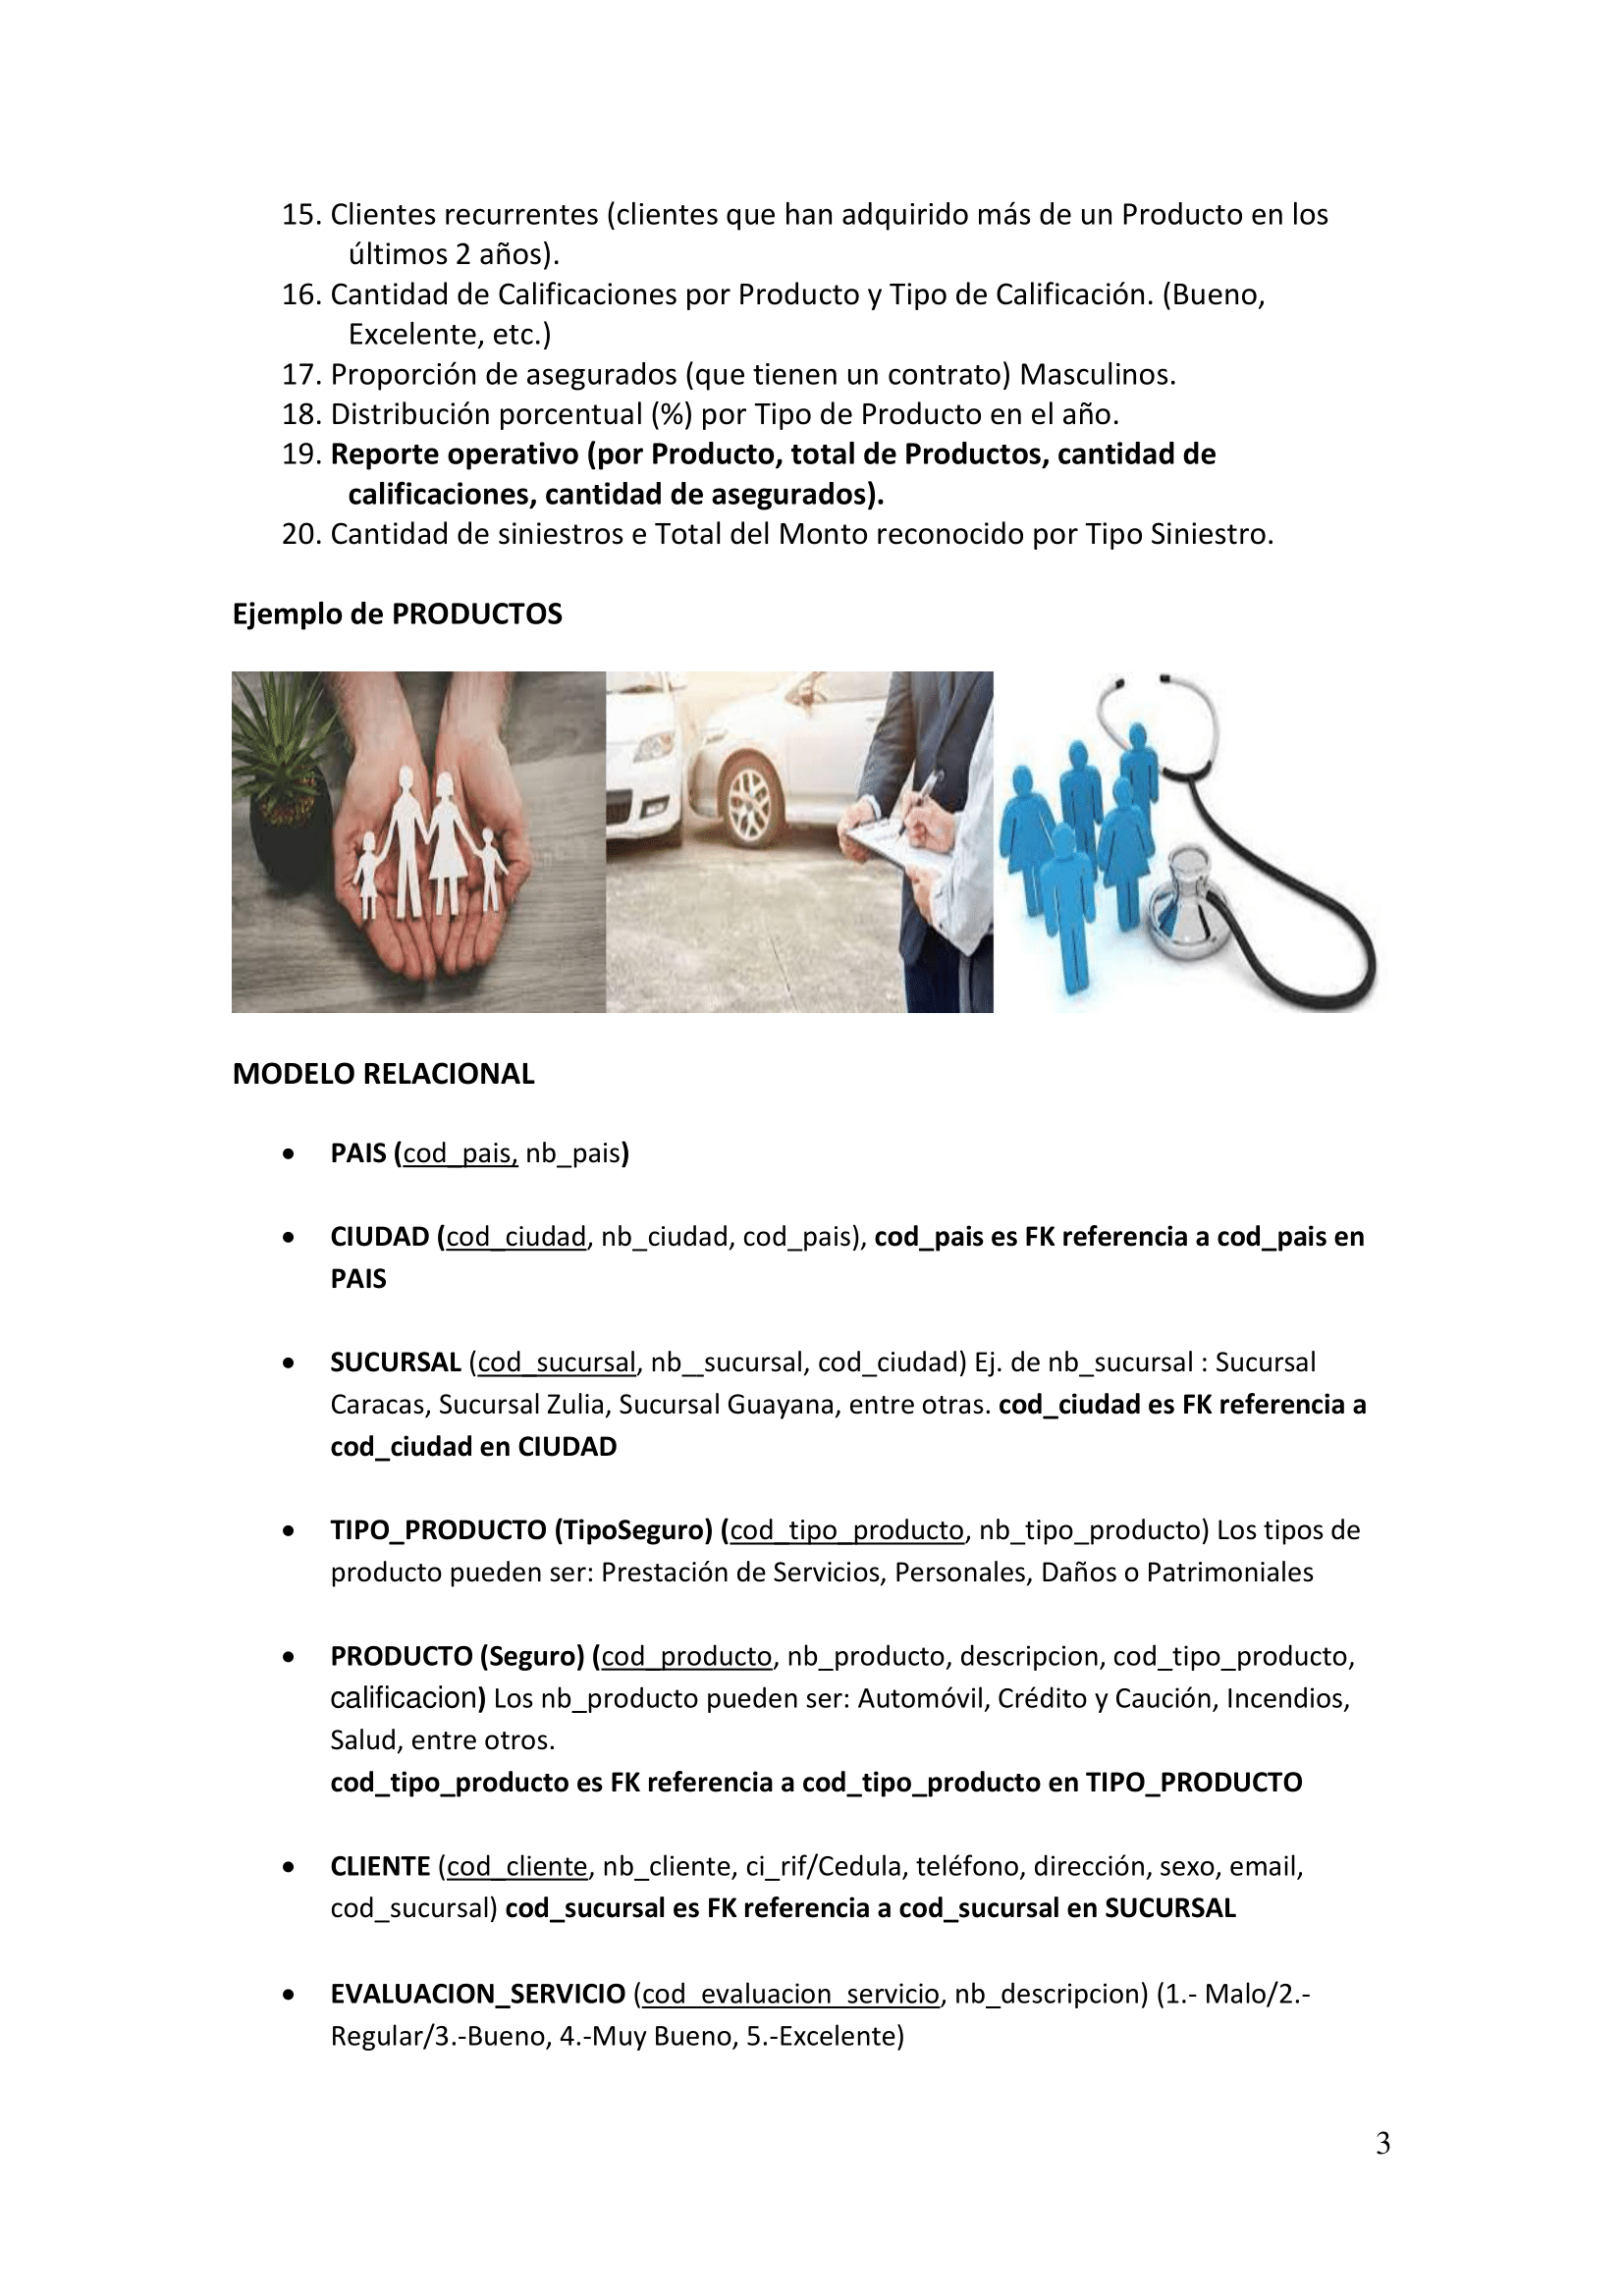 15. Clientes recurrentes (clientes que han adquirido más de un Producto en los
últimos 2 años).
16. Cantidad de Calificaciones por Producto y Tipo de Calificación. (Bueno,
Excelente, etc.)
17. Proporción de asegurados (que tienen un contrato) Masculinos.
18. Distribución porcentual (%) por Tipo de Producto en el año.
19. Reporte operativo (por Producto, total de Productos, cantidad de
calificaciones, cantidad de asegurados).
20. Cantidad de siniestros e Total del Monto reconocido por Tipo Siniestro.
Ejemplo de PRODUCTOS
MODELO RELACIONAL
• PAIS (cod_pais, nb_pais)
• CIUDAD (cod_ciudad, nb_ciudad, cod_pais), cod_pais es FK referencia a cod_pais en
PAIS
• SUCURSAL (cod_sucursal, nb__sucursal, cod_ciudad) Ej. de nb_sucursal : Sucursal
Caracas, Sucursal Zulia, Sucursal Guayana, entre otras. cod_ciudad es FK referencia a
cod_ciudad en CIUDAD
• TIPO_PRODUCTO (TipoSeguro) (cod_tipo_producto, nb_tipo_producto) Los tipos de
producto pueden ser: Prestación de Servicios, Personales, Daños o Patrimoniales
• PRODUCTO (Seguro) (cod_producto, nb_producto, descripcion, cod_tipo_producto,
calificacion) Los nb_producto pueden ser: Automóvil, Crédito y Caución, Incendios,
Salud, entre otros.
cod_tipo_producto es FK referencia a cod_tipo_producto en TIPO_PRODUCTO
• CLIENTE (cod_cliente, nb_cliente, ci_rif/Cedula, teléfono, dirección, sexo, email,
cod_sucursal) cod_sucursal es FK referencia a cod_sucursal en SUCURSAL
• EVALUACION_SERVICIO (cod_evaluacion_servicio, nb_descripcion) (1.- Malo/2.-
Regular/3.-Bueno, 4.-Muy Bueno, 5.-Excelente)
3